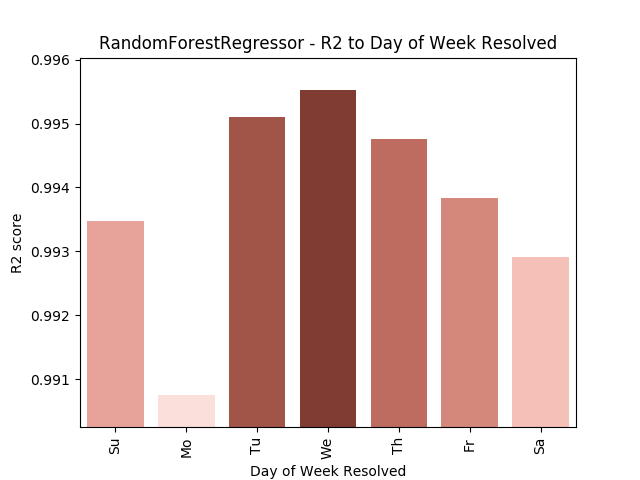 RandomForestRegressor - R2 to Day of Week Resolved
0.996
0.995
0.994
0.993
0.992
0.991
R2 score
Su
Mo
Tu
We
Th
Fr
Sa
Day of Week Resolved